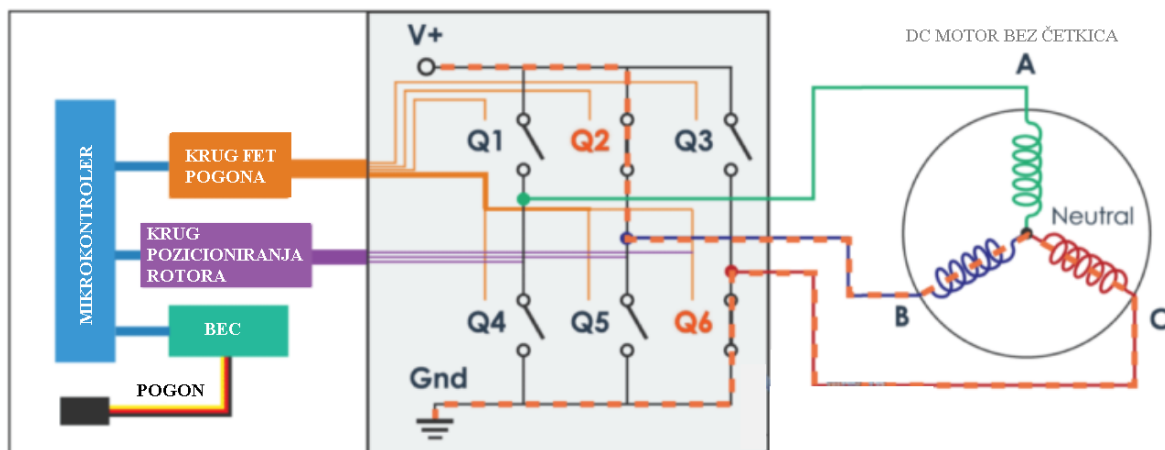 MIKROKONTROLER
KRUG FET
POGONA
KRUG
POZICIONIRANJA
ROTORA
BEC
POGON
V+
Q1
Q2
Q3
Q4
Q5
Q6
Gnd
DC MOTOR BEZ ČETKICA
A
Neutral
B
C